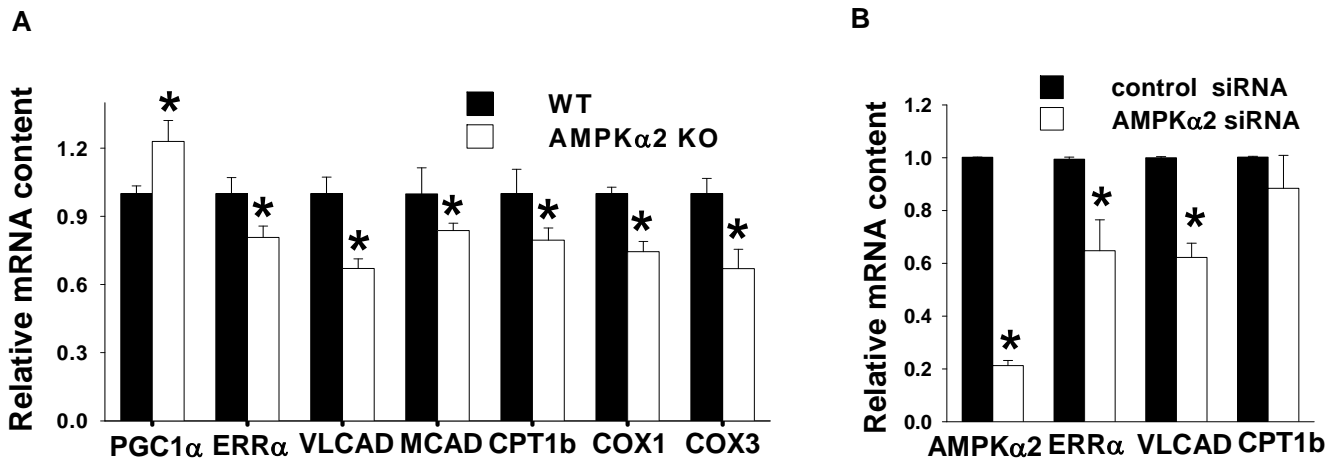 A
Relative mRNA content
1.2
0.9
0.6
0.3
0.0
WT
AMPKα2 KO
*
*
*
*
*
*
*
PGC1α ERRα VLCAD MCAD CPT1b COX1 COX3
B
Relative mRNA content
1.2
1.0
0.8
0.6
0.4
0.2
0.0
control siRNA
AMPKα2 siRNA
*
*
*
AMPKα2 ERRα VLCAD CPT1b